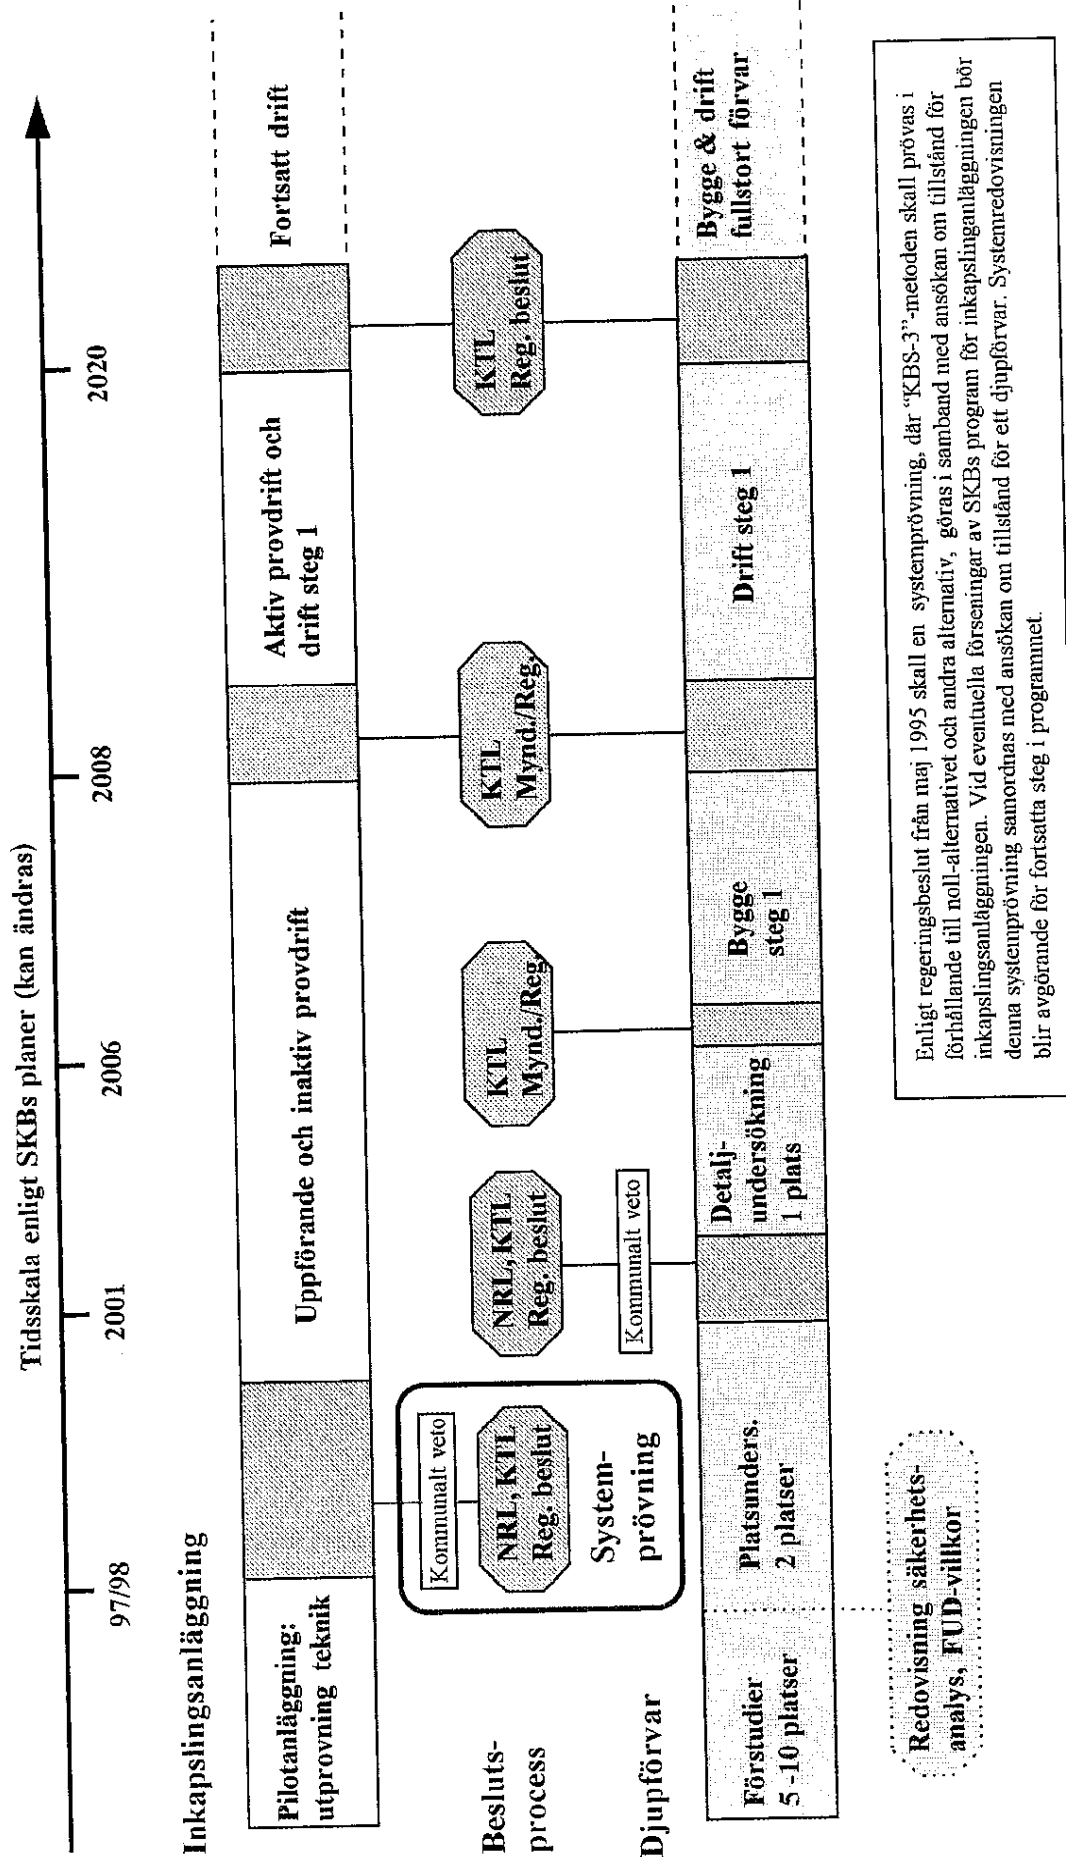 Tidsskala enligt SKBs planer (kan ändras)
97/98
2001
2006
2008
2020
Inkapslingsanläggning
Pilotanläggning;
utprovning teknik
Uppförande och inaktiv provdrift
Aktiv provdrift och
drift steg 1
Fortsatt drift
Besluts-
process
Kommunalt veto
NRL, KTL
Reg. beslut
System-
prövning
NRL, KTL
Reg. beslut
Kommunalt veto
KTL
Mynd./Reg.
KTL
Mynd./Reg.
KTL
Reg. beslut
Djupförvar
Förstudier
5 -10 platser
Platsunders.
2 platser
Detalj-
undersökning
1 plats
Bygge
steg 1
Drift steg 1
Bygge & drift
fullstort förvar
Redovisning säkerhets-
analys, FUD-villkor
Enligt regeringsbeslut från maj 1995 skall en systemprövning, där “KBS-3”-metoden skall prövas i
förhållande till noll-alternativet och andra alternativ, göras i samband med ansökan om tillstånd för
inkapslingsanläggningen. Vid eventuella förseningar av SKBs program för inkapslinganläggningen bör
denna systemprövning samordnas med ansökan om tillstånd för ett djupförvar. Systemredovisningen
blir avgörande för fortsatta steg i programmet.